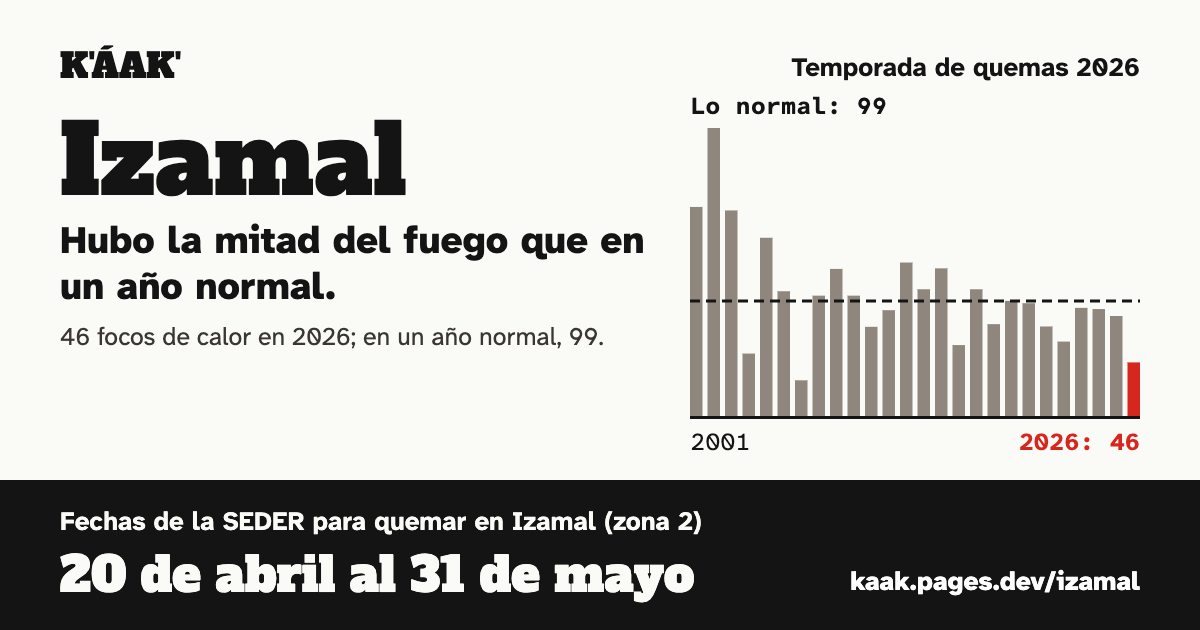 K'ÁAK'
Izamal
Hubo la mitad del fuego que en
un año normal.
46 focos de calor en 2026; en un año normal, 99.
Temporada de quemas 2026
Lo normal: 99
2001
2026: 46
Fechas de la SEDER para quemar en Izamal (zona 2)
20 de abril al 31 de mayo
kaak.pages.dev/izamal